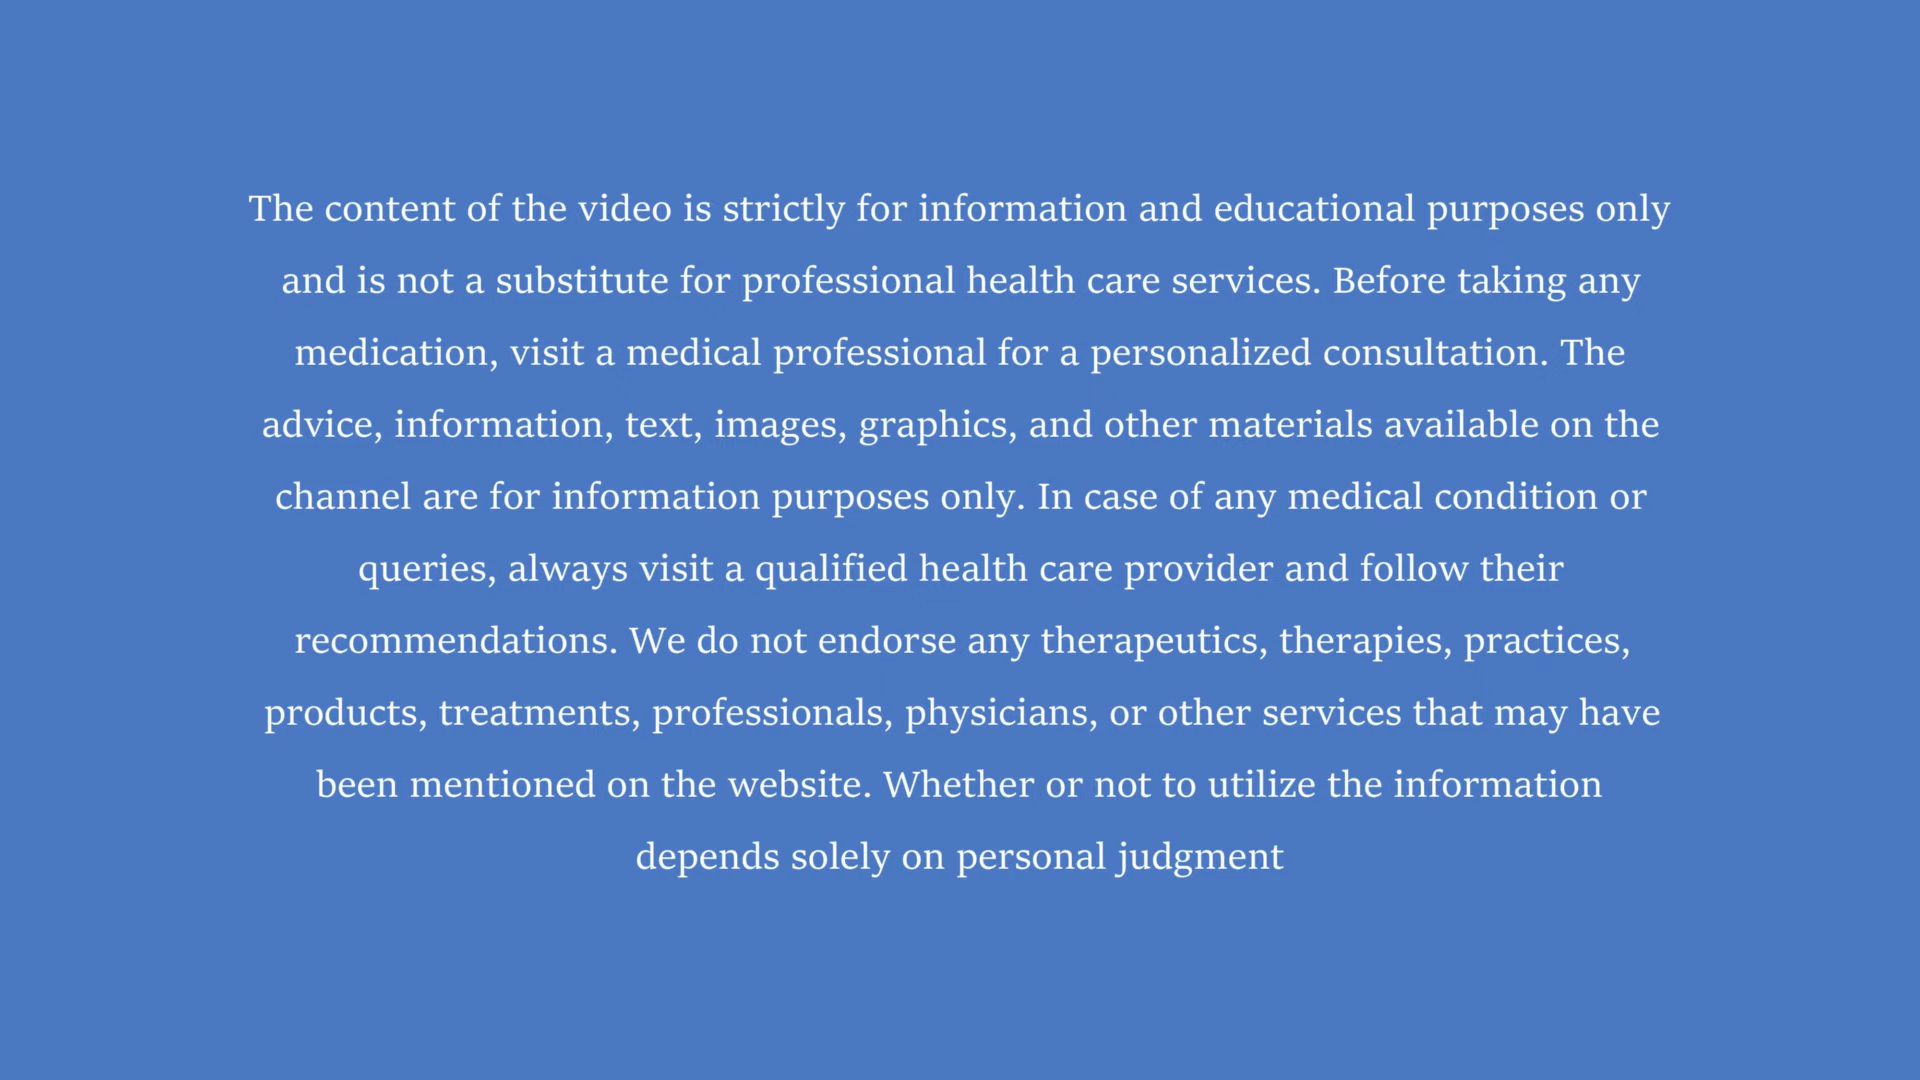 The content of the video is strictly for information and educational purposes only
and is not a substitute for professional health care services. Before taking any
medication, visit a medical professional for a personalized consultation. The
advice, information, text, images, graphics, and other materials available on the
channel are for information purposes only. In case of any medical condition or
queries, always visit a qualified health care provider and follow their
recommendations. We do not endorse any therapeutics, therapies, practices,
products, treatments, professionals, physicians, or other services that may have
been mentioned on the website. Whether or not to utilize the information
depends solely on personal judgment